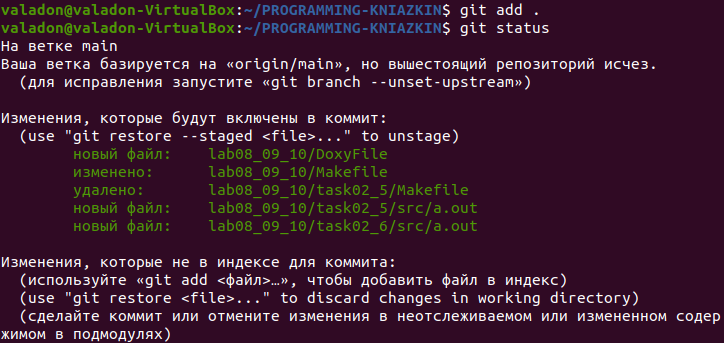 valadon@valadon-VirtualBox:~/PROGRAMMING-KNIAZKIN$ git add .
valadon@valadon-VirtualBox:~/PROGRAMMING-KNIAZKIN$ git status
На ветке main
Ваша ветка базируется на «origin/main», но вышестоящий репозиторий исчез.
  (для исправления запустите «git branch --unset-upstream»)

Изменения, которые будут включены в коммит:
  (use "git restore --staged <file>..." to unstage)
        новый файл:    lab08_09_10/DoxyFile
        изменено:      lab08_09_10/Makefile
        удалено:       lab08_09_10/task02_5/Makefile
        новый файл:    lab08_09_10/task02_5/src/a.out
        новый файл:    lab08_09_10/task02_6/src/a.out

Изменения, которые не в индексе для коммита:
  (используйте «git add <файл>…», чтобы добавить файл в индекс)
  (use "git restore <file>..." to discard changes in working directory)
  (сделайте коммит или отмените изменения в неотслеживаемом или измененном содер
жимом в подмодулях)